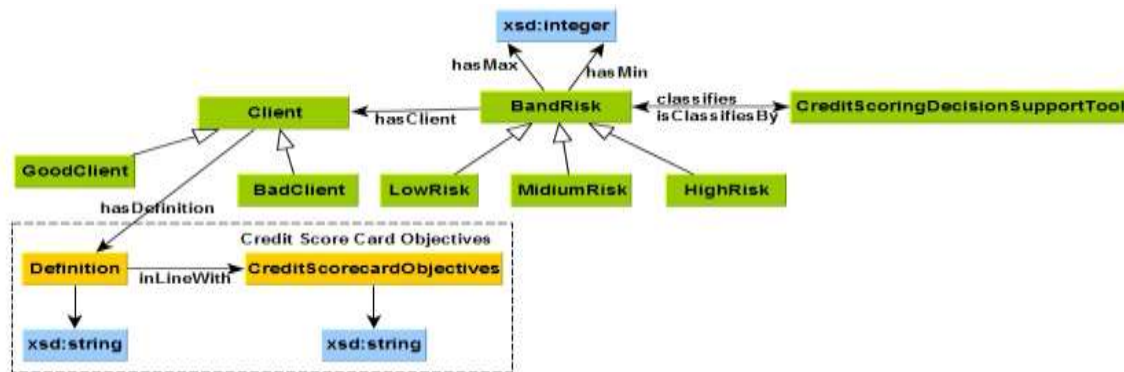 xsd:integer
hasMax
hasMin
Client
hasClient
BandRisk
classifies
isClassifiesBy
CreditScoringDecisionSupportTool
GoodClient
BadClient
LowRisk
MidiumRisk
HighRisk
hasDefinition
Credit Score Card Objectives
Definition
inLineWith
CreditScorecardObjectives
xsd:string
xsd:string